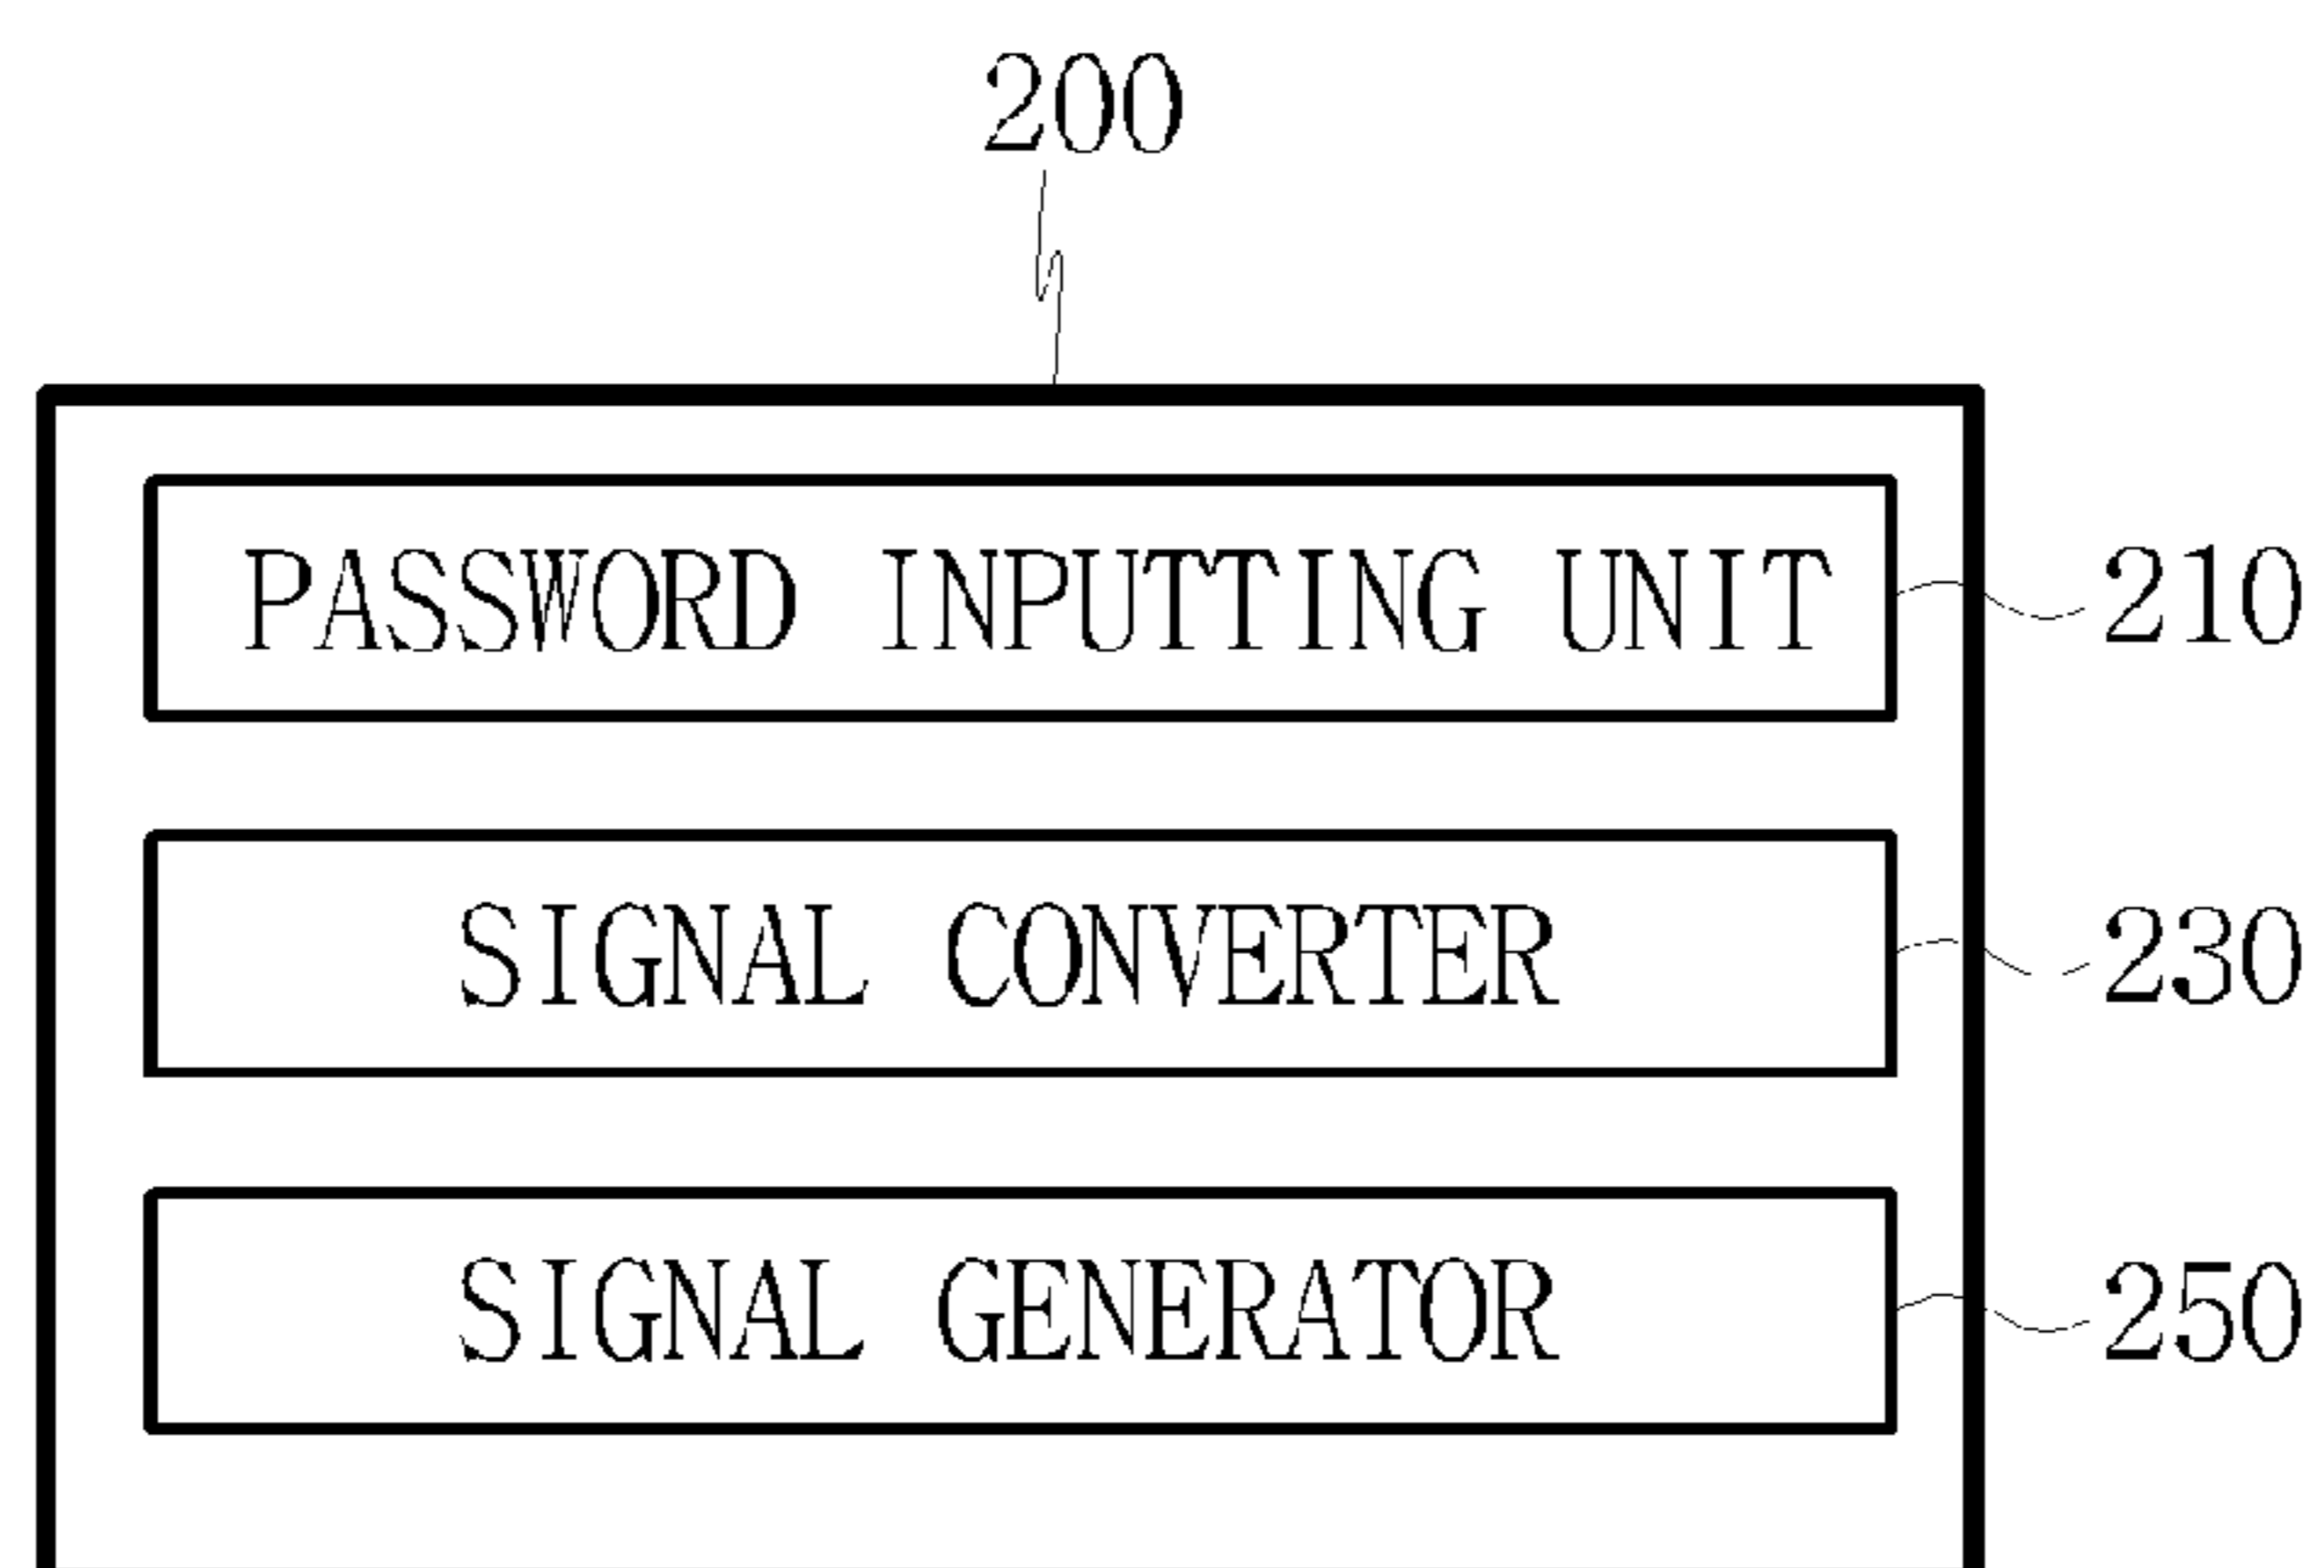 200
PASSWORD INPUTTING UNIT 210
SIGNAL CONVERTER 230
SIGNAL GENERATOR 250